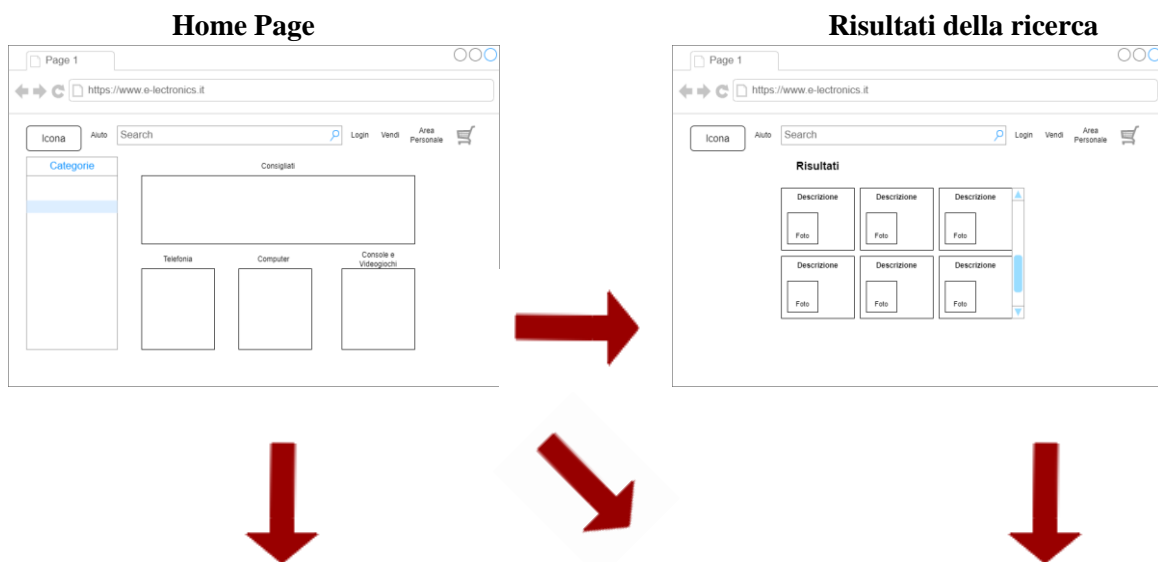 Home Page
Page 1
https://www.e-lectronics.it
Icona
Aiuto
Search
Login
Vendi
Area
Personale
Categorie
Consigliati
Telefonia
Computer
Console e
Videogiochi
Risultati della ricerca
Page 1
https://www.e-lectronics.it
Icona
Aiuto
Search
Login
Vendi
Area
Personale
Risultati
Descrizione
Descrizione
Descrizione
Foto
Foto
Foto
Descrizione
Descrizione
Descrizione
Foto
Foto
Foto